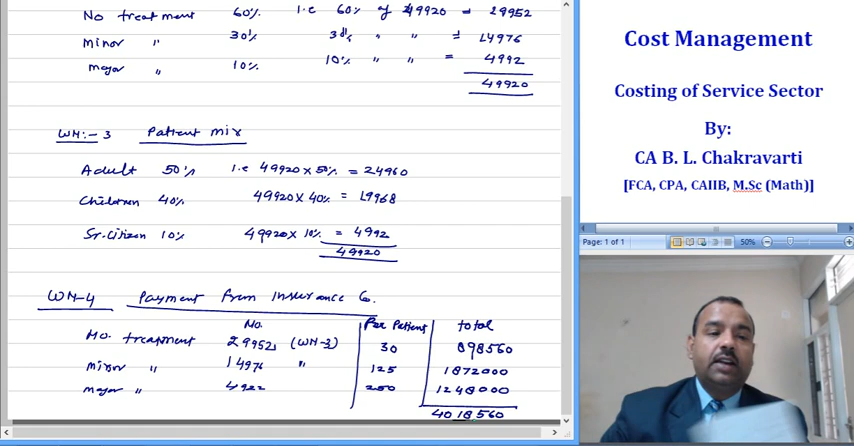 No treatment 60% i.e 60% of 49920 = 29952
Minor " 30% 30% " " = 14976
Major " 10% 10% " " = 4992
49920
WN:-3 Patient mix
Adult 50% i.e 49920 x 50% = 24960
Children 40% 49920 x 40% = 19968
Sr. Citizen 10% 49920 x 10% = 4992
49920
WN-4 Payment from Insurance Co.
No. Per Patient total
No. treatment 29952 (WN-2) 30 898560
minor " 14976 " 125 1872000
major " 4922 250 1248000
4018560
Cost Management
Costing of Service Sector
By:
CA B. L. Chakravarti
[FCA, CPA, CAIIB, M.Sc (Math)]
Page: 1 of 1 50%